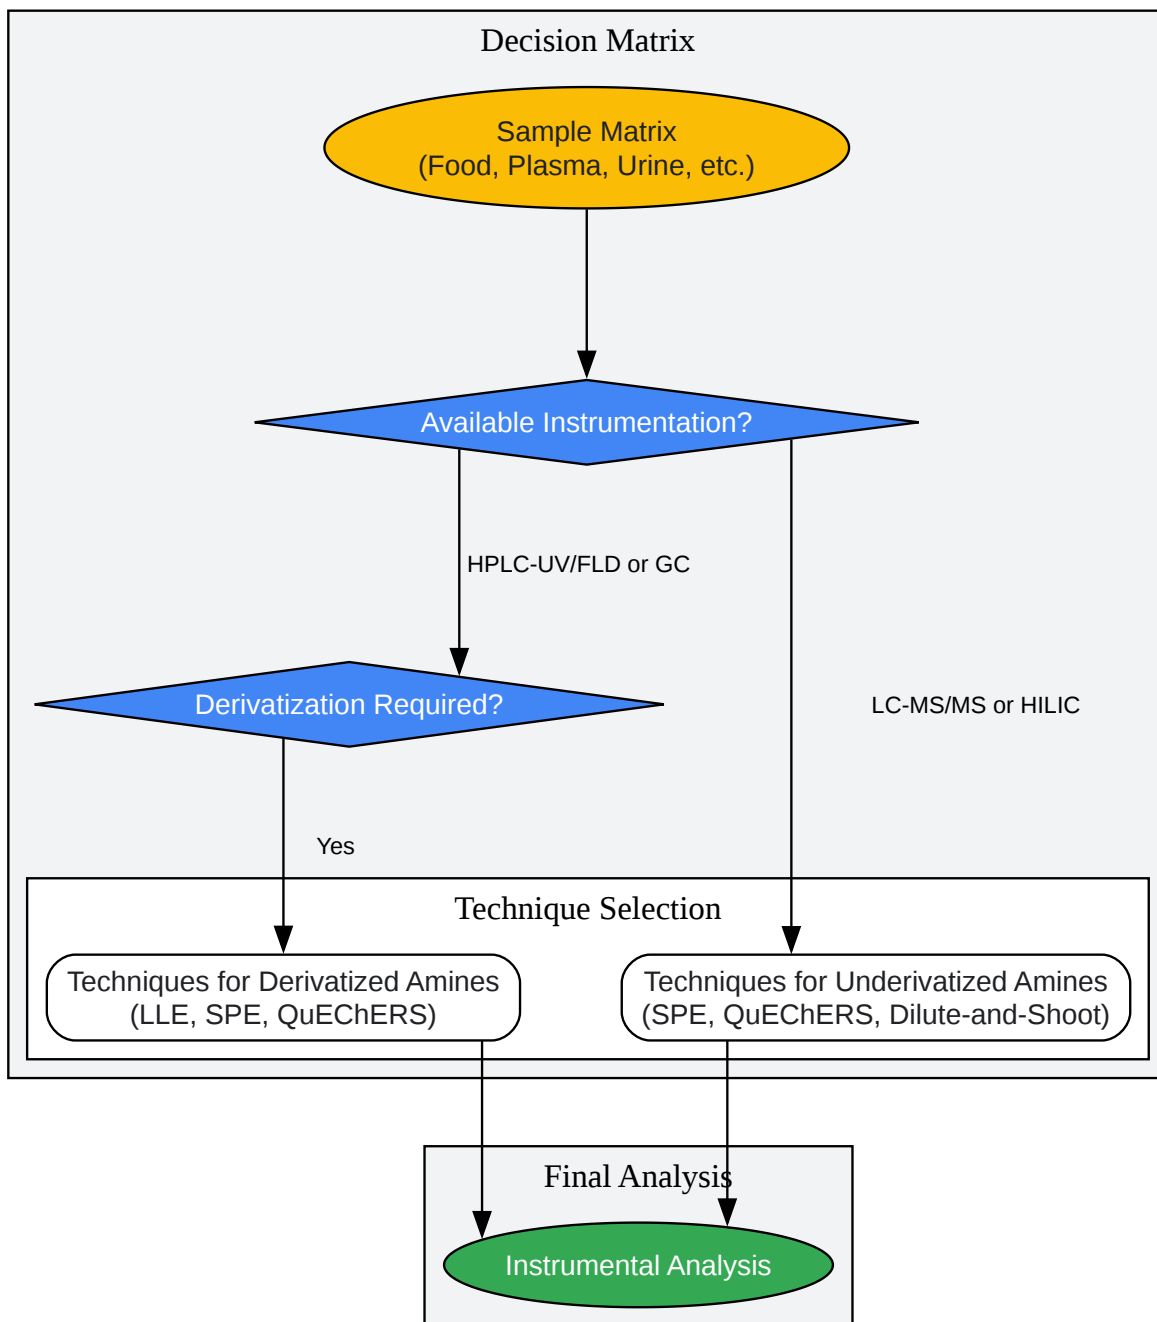 Decision Matrix
Sample Matrix
(Food, Plasma, Urine, etc.)
Available Instrumentation?
HPLC-UV/FLD or GC
Derivatization Required?
LC-MS/MS or HILIC
Yes
Technique Selection
Techniques for Derivatized Amines
(LLE, SPE, QuEChERS)
Techniques for Underivatized Amines
(SPE, QuEChERS, Dilute-and-Shoot)
Final Analysis
Instrumental Analysis